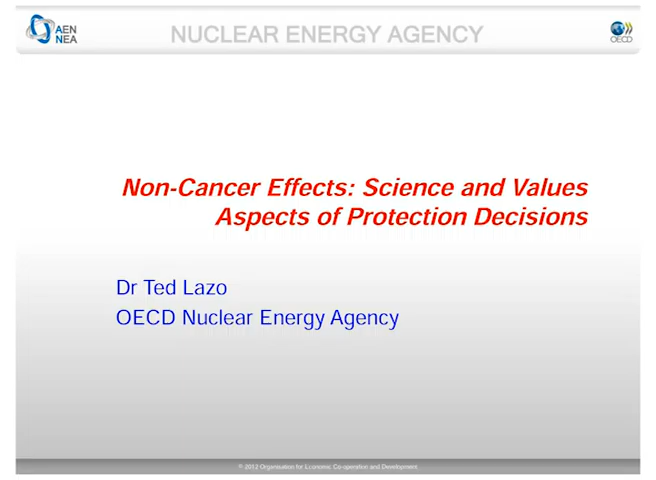 AEN
NEA
NUCLEAR ENERGY AGENCY
OECD
Non-Cancer Effects: Science and Values
Aspects of Protection Decisions
Dr Ted Lazo
OECD Nuclear Energy Agency
© 2012 Organisation for Economic Co-operation and Development